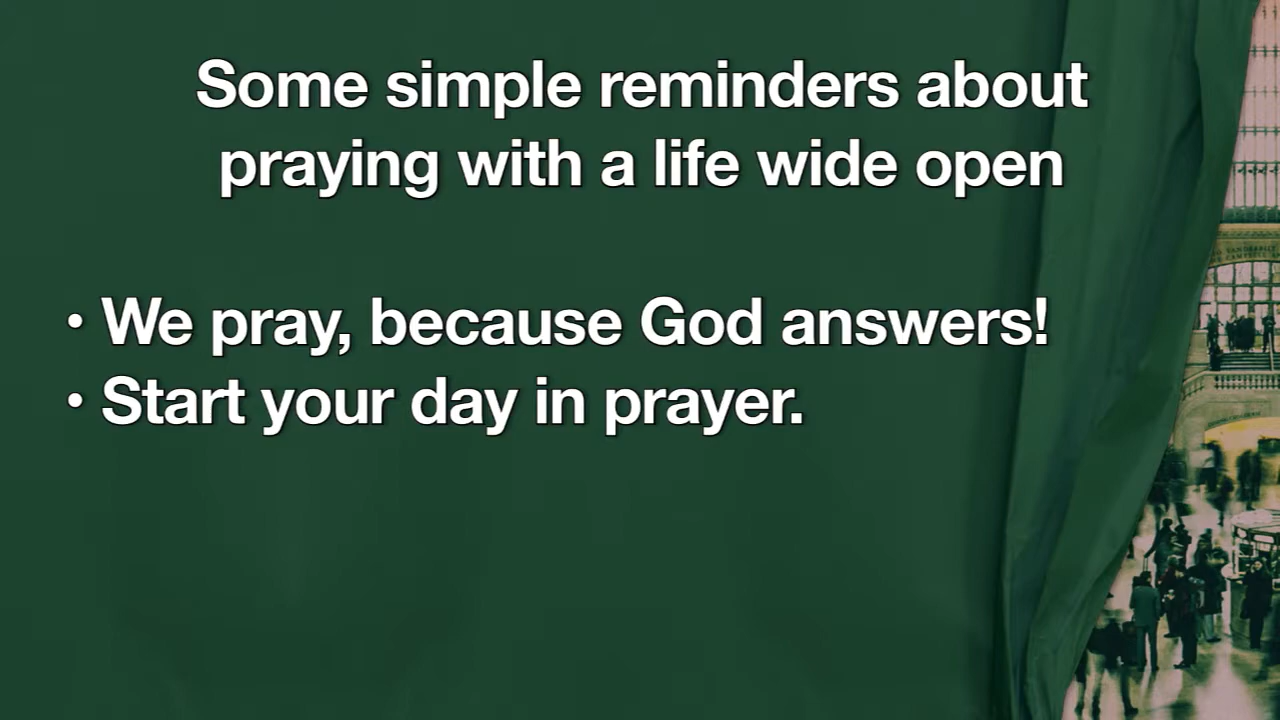 Some simple reminders about
praying with a life wide open
• We pray, because God answers!
• Start your day in prayer.